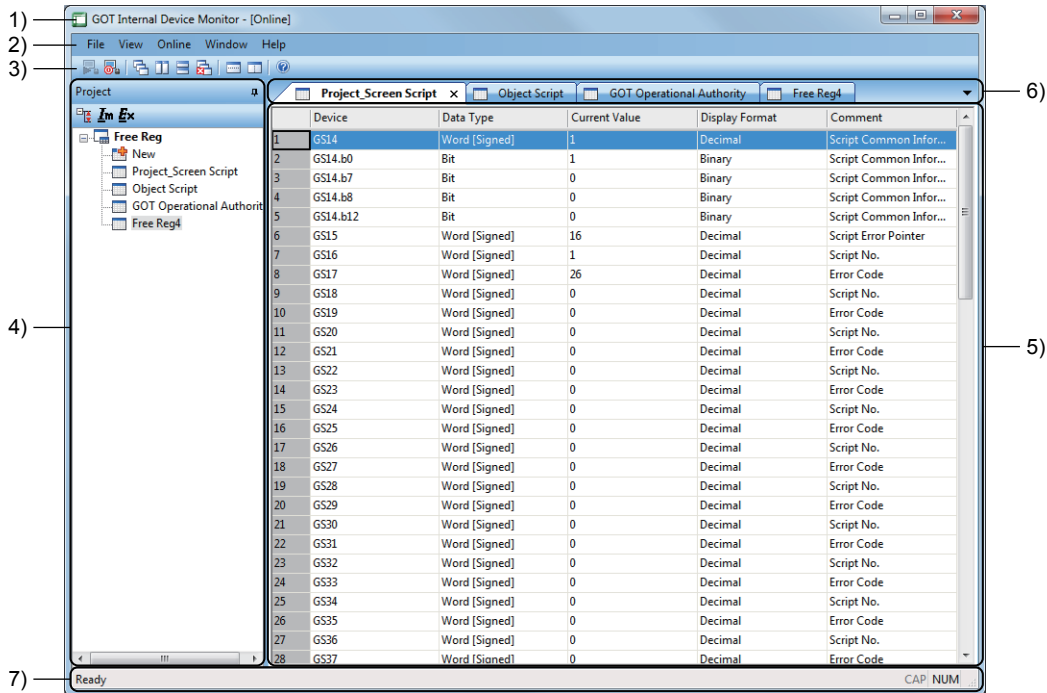 1)
GOT Internal Device Monitor - [Online]
2)
File View Online Window Help
3)
4)
Project
Im Ex
Free Reg
New
Project_Screen Script
Object Script
GOT Operational Authorit
Free Reg4
6)
Project_Screen Script x Object Script GOT Operational Authority Free Reg4
5)
Device Data Type Current Value Display Format Comment
1 GS14 Word [Signed] 1 Decimal Script Common Infor...
2 GS14.b0 Bit 1 Binary Script Common Infor...
3 GS14.b7 Bit 0 Binary Script Common Infor...
4 GS14.b8 Bit 0 Binary Script Common Infor...
5 GS14.b12 Bit 0 Binary Script Common Infor...
6 GS15 Word [Signed] 16 Decimal Script Error Pointer
7 GS16 Word [Signed] 1 Decimal Script No.
8 GS17 Word [Signed] 26 Decimal Error Code
9 GS18 Word [Signed] 0 Decimal Script No.
10 GS19 Word [Signed] 0 Decimal Error Code
11 GS20 Word [Signed] 0 Decimal Script No.
12 GS21 Word [Signed] 0 Decimal Error Code
13 GS22 Word [Signed] 0 Decimal Script No.
14 GS23 Word [Signed] 0 Decimal Error Code
15 GS24 Word [Signed] 0 Decimal Script No.
16 GS25 Word [Signed] 0 Decimal Error Code
17 GS26 Word [Signed] 0 Decimal Script No.
18 GS27 Word [Signed] 0 Decimal Error Code
19 GS28 Word [Signed] 0 Decimal Script No.
20 GS29 Word [Signed] 0 Decimal Error Code
21 GS30 Word [Signed] 0 Decimal Script No.
22 GS31 Word [Signed] 0 Decimal Error Code
23 GS32 Word [Signed] 0 Decimal Script No.
24 GS33 Word [Signed] 0 Decimal Error Code
25 GS34 Word [Signed] 0 Decimal Script No.
26 GS35 Word [Signed] 0 Decimal Error Code
27 GS36 Word [Signed] 0 Decimal Script No.
28 GS37 Word [Signed] 0 Decimal Error Code
7)
Ready CAP NUM